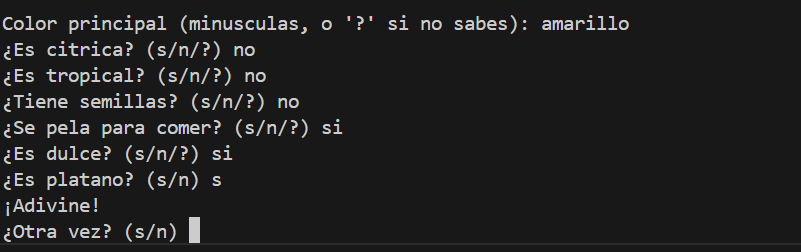 Color principal (minusculas, o '?' si no sabes): amarillo
¿Es citrica? (s/n/?) no
¿Es tropical? (s/n/?) no
¿Tiene semillas? (s/n/?) no
¿Se pela para comer? (s/n/?) si
¿Es dulce? (s/n/?) si
¿Es platano? (s/n) s
¡Adivine!
¿Otra vez? (s/n)